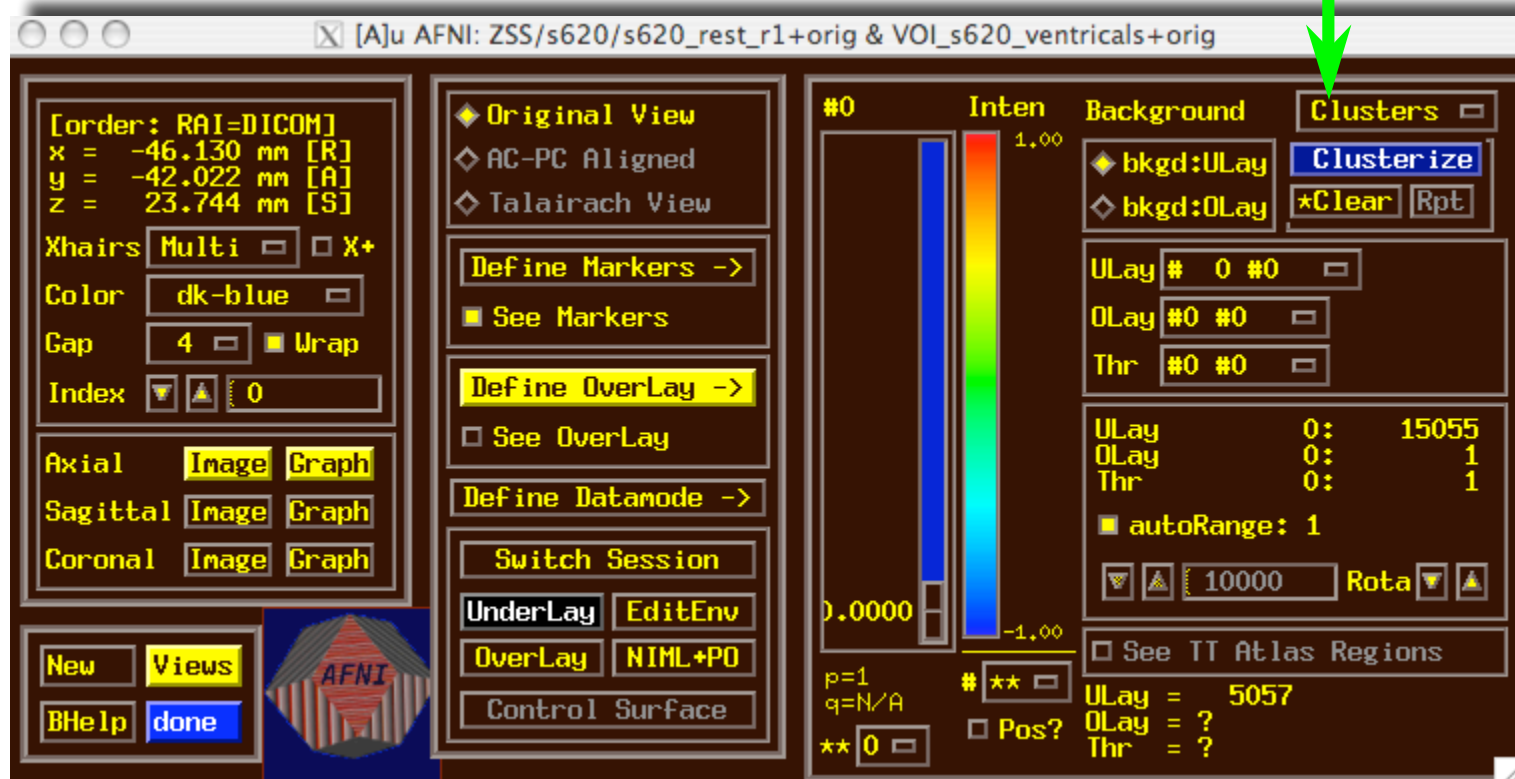 [A]u AFNI: ZSS/s620/s620_rest_r1+orig & VOI_s620_ventricals+orig
[order: RAI=DICOM]
x = -46.130 mm [R]
y = -42.022 mm [A]
z = 23.744 mm [S]
Xhairs Multi X+
Color dk-blue
Gap 4 Wrap
Index 0
Axial Image Graph
Sagittal Image Graph
Coronal Image Graph
New Views
BHelp done
AFNI
Original View
AC-PC Aligned
Talairach View
Define Markers ->
See Markers
Define OverLay ->
See OverLay
Define Datamode ->
Switch Session
UnderLay EditEnv
OverLay NIML+PO
Control Surface
#0 Inten
1.00
0.0000
-1.00
p=1
q=N/A
# **
** 0
Pos?
Background Clusters
bkgd:ULay Clusterize
bkgd:OLay *Clear Rpt
ULay # 0 #0
OLay #0 #0
Thr #0 #0
ULay 0: 15055
OLay 0: 1
Thr 0: 1
autoRange: 1
10000 Rota
See TT Atlas Regions
ULay = 5057
OLay = ?
Thr = ?